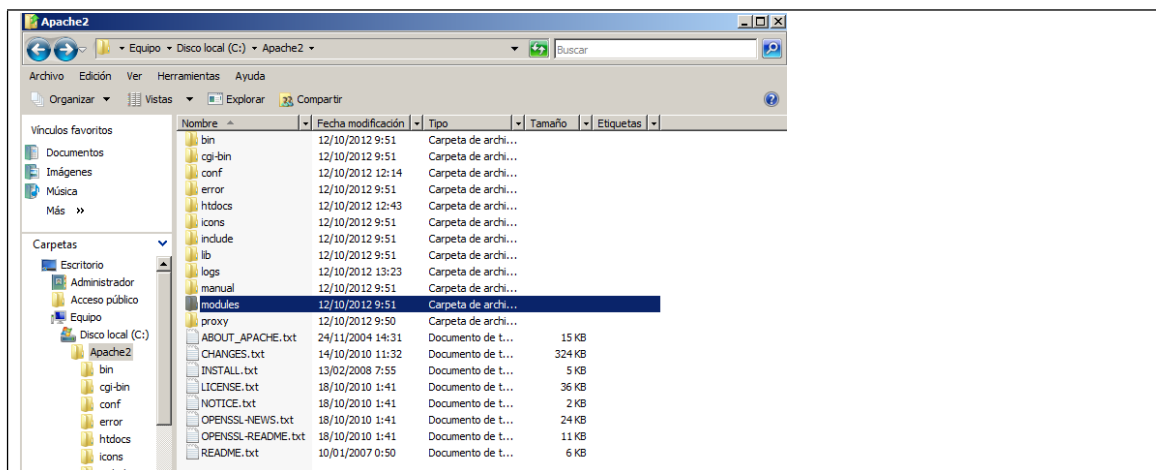 Apache2
Equipo Disco local (C:) Apache2 Buscar
Archivo Edición Ver Herramientas Ayuda
Organizar Vistas Explorar Compartir
Vínculos favoritos
Documentos
Imágenes
Música
Más »
Carpetas
Escritorio
Administrador
Acceso público
Equipo
Disco local (C:)
Apache2
bin
cgi-bin
conf
error
htdocs
icons
Nombre Fecha modificación Tipo Tamaño Etiquetas
bin 12/10/2012 9:51 Carpeta de archi...
cgi-bin 12/10/2012 9:51 Carpeta de archi...
conf 12/10/2012 12:14 Carpeta de archi...
error 12/10/2012 9:51 Carpeta de archi...
htdocs 12/10/2012 12:43 Carpeta de archi...
icons 12/10/2012 9:51 Carpeta de archi...
include 12/10/2012 9:51 Carpeta de archi...
lib 12/10/2012 9:51 Carpeta de archi...
logs 12/10/2012 13:23 Carpeta de archi...
manual 12/10/2012 9:51 Carpeta de archi...
modules 12/10/2012 9:51 Carpeta de archi...
proxy 12/10/2012 9:50 Carpeta de archi...
ABOUT_APACHE.txt 24/11/2004 14:31 Documento de t... 15 KB
CHANGES.txt 14/10/2010 11:32 Documento de t... 324 KB
INSTALL.txt 13/02/2008 7:55 Documento de t... 5 KB
LICENSE.txt 18/10/2010 1:41 Documento de t... 36 KB
NOTICE.txt 18/10/2010 1:41 Documento de t... 2 KB
OPENSSL-NEWS.txt 18/10/2010 1:41 Documento de t... 24 KB
OPENSSL-README.txt 18/10/2010 1:41 Documento de t... 11 KB
README.txt 10/01/2007 0:50 Documento de t... 6 KB